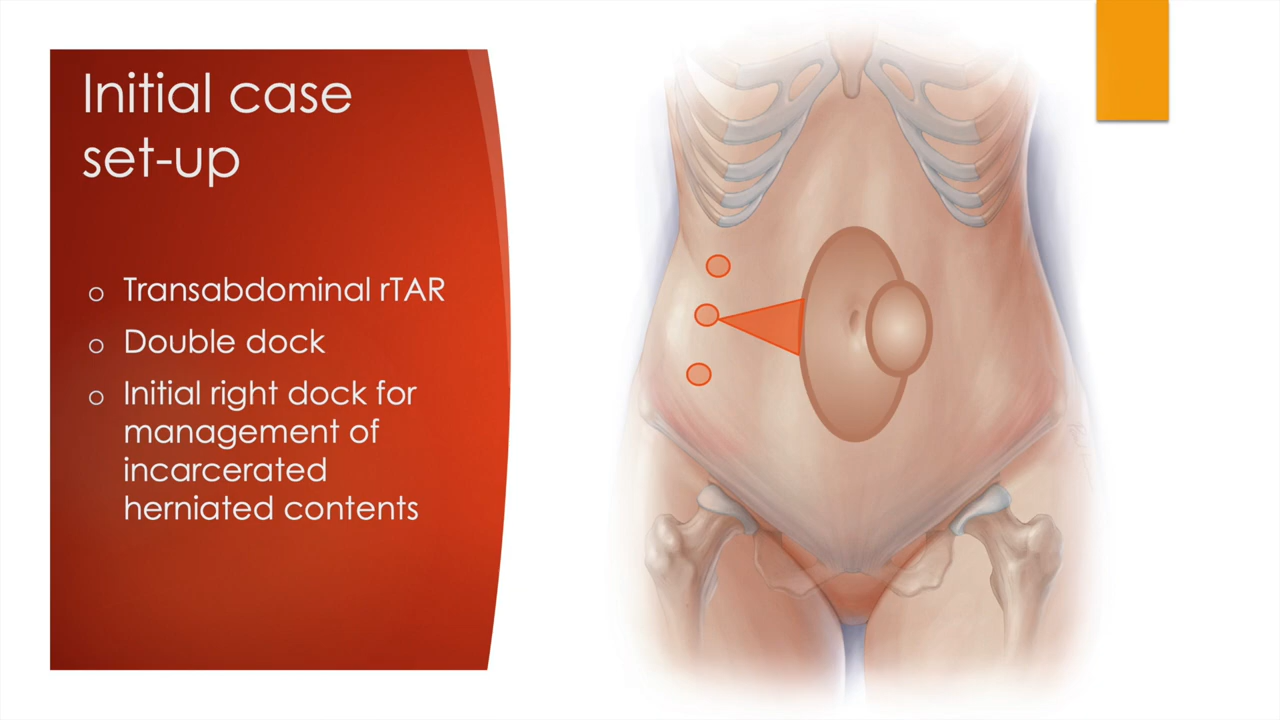 Initial case
set-up
o Transabdominal rTAR
o Double dock
o Initial right dock for
management of
incarcerated
herniated contents